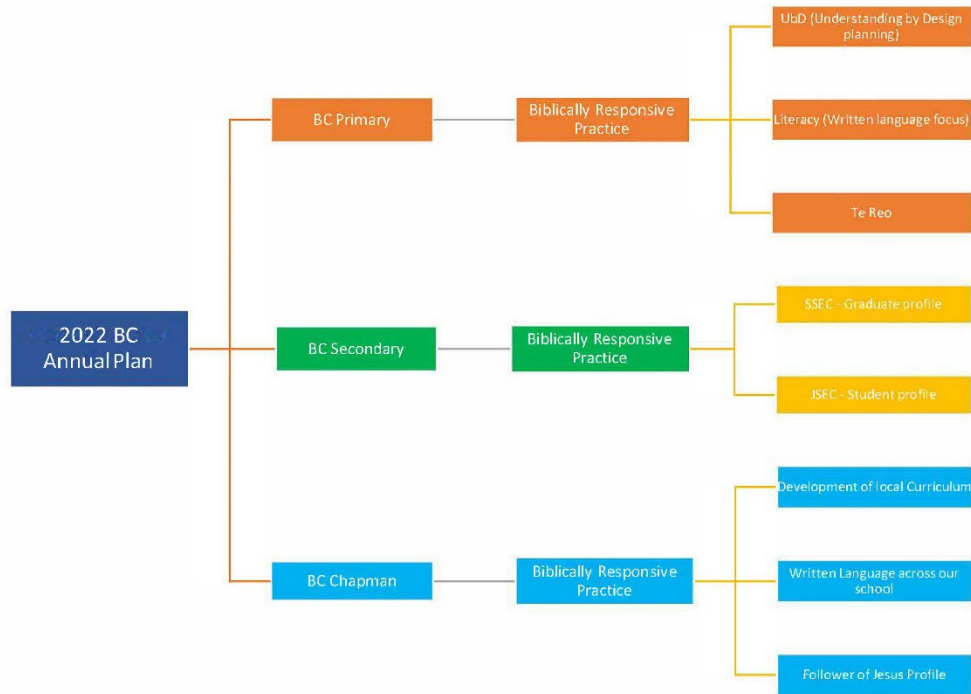 2022 BC
Annual Plan
BC Primary
Biblically Responsive
Practice
UbD (Understanding by Design
planning)
Literacy (Written language focus)
Te Reo
BC Secondary
Biblically Responsive
Practice
SSEC - Graduate profile
JSEC - Student profile
BC Chapman
Biblically Responsive
Practice
Development of local Curriculum
Written Language across our
school
Follower of Jesus Profile